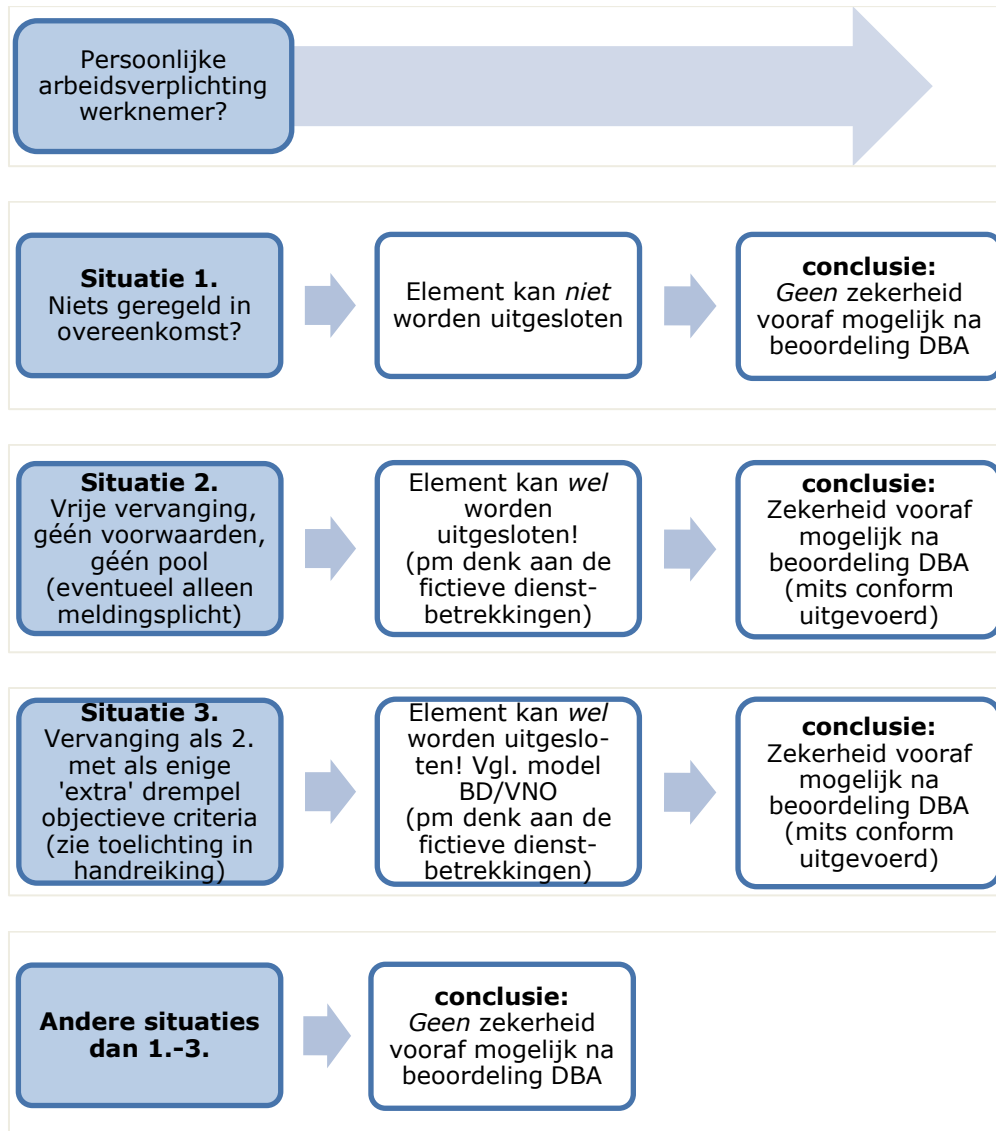 Persoonlijke
arbeidsverplichting
werknemer?
Situatie 1.
Niets geregeld in
overeenkomst?
Element kan niet
worden uitgesloten
conclusie:
Geen zekerheid
vooraf mogelijk na
beoordeling DBA
Situatie 2.
Vrije vervanging,
géén voorwaarden,
géén pool
(eventueel alleen
meldingsplicht)
Element kan wel
worden
uitgesloten!
(pm denk aan de
fictieve dienst-
betrekkingen)
conclusie:
Zekerheid vooraf
mogelijk na
beoordeling DBA
(mits conform
uitgevoerd)
Situatie 3.
Vervanging als 2.
met als enige
'extra' drempel
objectieve criteria
(zie toelichting in
handreiking)
Element kan wel
worden uitgeslo-
ten! Vgl. model
BD/VNO
(pm denk aan de
fictieve dienst-
betrekkingen)
conclusie:
Zekerheid vooraf
mogelijk na
beoordeling DBA
(mits conform
uitgevoerd)
Andere situaties
dan 1.-3.
conclusie:
Geen zekerheid
vooraf mogelijk na
beoordeling DBA